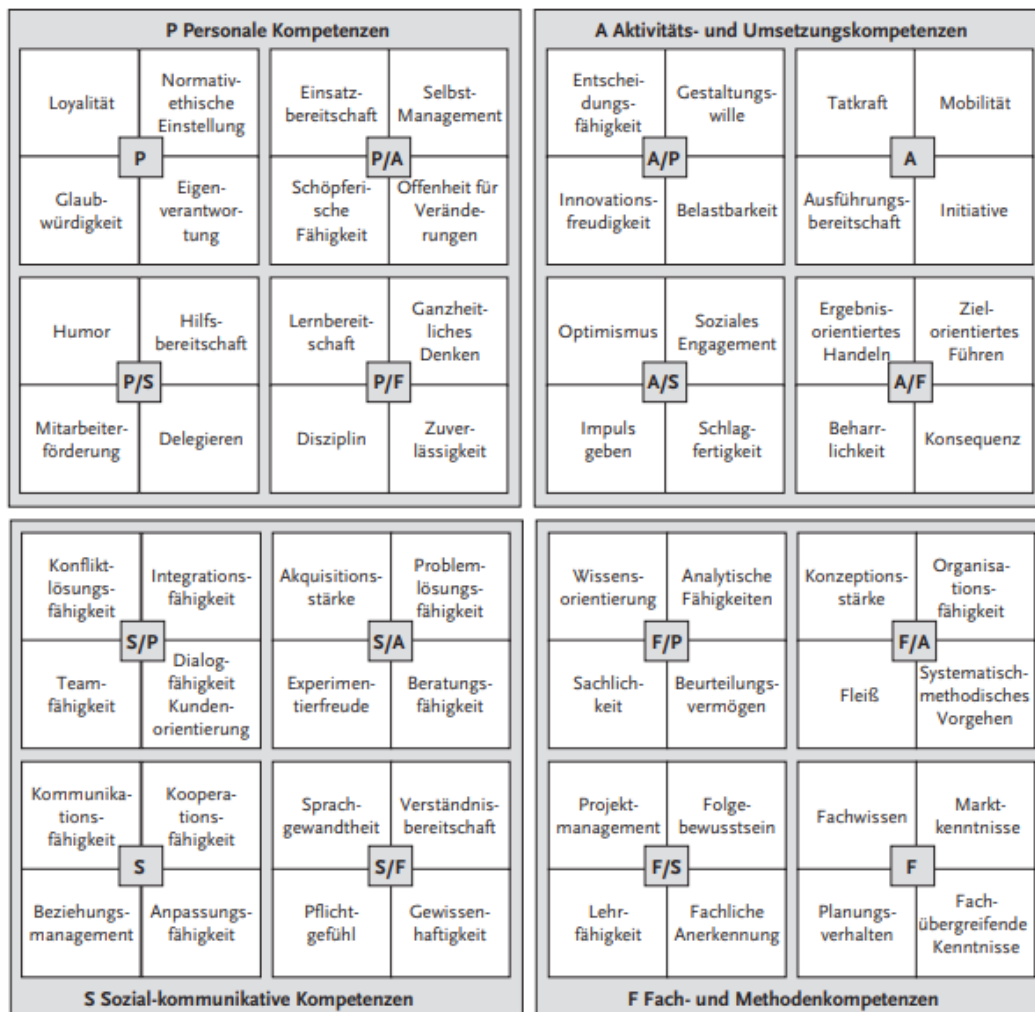 P Personale Kompetenzen
Loyalität
Normativ-
ethische
Einstellung
P
Glaub-
würdigkeit
Eigen-
verantwor-
tung
Einsatz-
bereitschaft
Selbst-
Management
P/A
Schöpferi-
sche
Fähigkeit
Offenheit für
Verände-
rungen
Humor
Hilfs-
bereitschaft
P/S
Mitarbeiter-
förderung
Delegieren
Lernbereit-
schaft
Ganzheit-
liches
Denken
P/F
Disziplin
Zuver-
lässigkeit
A Aktivitäts- und Umsetzungskompetenzen
Entschei-
dungs-
fähigkeit
Gestaltungs-
wille
A/P
Innovations-
freudigkeit
Belastbarkeit
Tatkraft
Mobilität
A
Ausführungs-
bereitschaft
Initiative
Optimismus
Soziales
Engagement
A/S
Impuls
geben
Schlag-
fertigkeit
Ergebnis-
orientiertes
Handeln
Ziel-
orientiertes
Führen
A/F
Beharr-
lichkeit
Konsequenz
Konflikt-
lösungs-
fähigkeit
Integrations-
fähigkeit
S/P
Team-
fähigkeit
Dialog-
fähigkeit
Kunden-
orientierung
Akquisitions-
stärke
Problem-
lösungs-
fähigkeit
S/A
Experimen-
tierfreude
Beratungs-
fähigkeit
Kommunika-
tions-
fähigkeit
Koopera-
tions-
fähigkeit
S
Beziehungs-
management
Anpassungs-
fähigkeit
Sprach-
gewandtheit
Verständnis-
bereitschaft
S/F
Pflicht-
gefühl
Gewissen-
haftigkeit
S Sozial-kommunikative Kompetenzen
Wissens-
orientierung
Analytische
Fähigkeiten
F/P
Sachlich-
keit
Beurteilungs-
vermögen
Konzeptions-
stärke
Organisa-
tions-
fähigkeit
F/A
Fleiß
Systematisch-
methodisches
Vorgehen
Projekt-
management
Folge-
bewusstsein
F/S
Lehr-
fähigkeit
Fachliche
Anerkennung
Fachwissen
Markt-
kenntnisse
F
Planungs-
verhalten
Fach-
übergreifende
Kenntnisse
F Fach- und Methodenkompetenzen